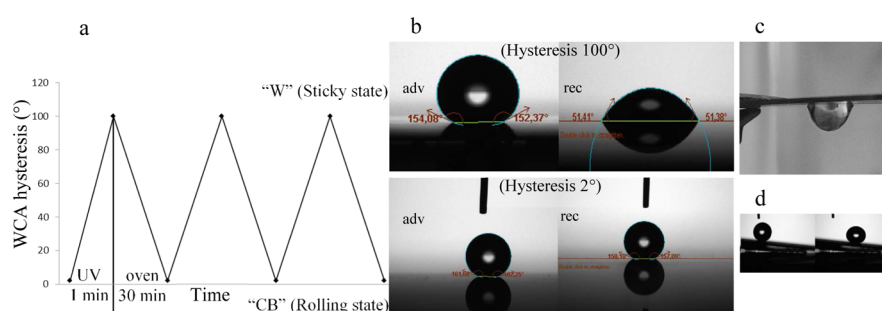 a
WCA hysteresis (°)
120
100
80
60
40
20
0
"W" (Sticky state)
UV
1 min
oven
30 min
Time
"CB" (Rolling state)
b
(Hysteresis 100°)
adv
154,08°
152,37°
rec
51,41°
51,38°
(Hysteresis 2°)
adv
rec
c
d